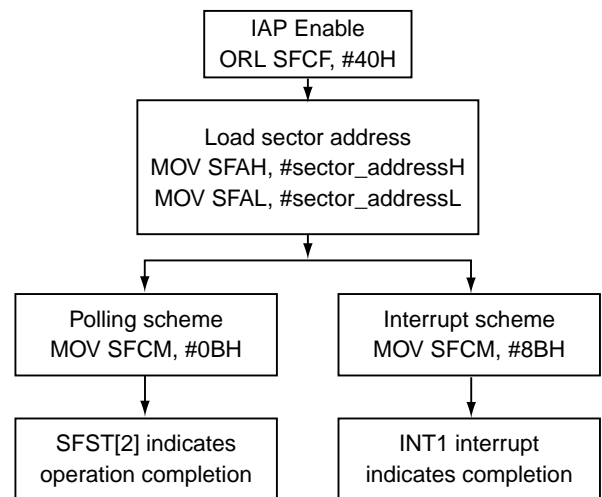 IAP Enable
ORL SFCF, #40H
Load sector address
MOV SFAH, #sector_addressH
MOV SFAL, #sector_addressL
Polling scheme
MOV SFCM, #0BH
Interrupt scheme
MOV SFCM, #8BH
SFST[2] indicates
operation completion
INT1 interrupt
indicates completion